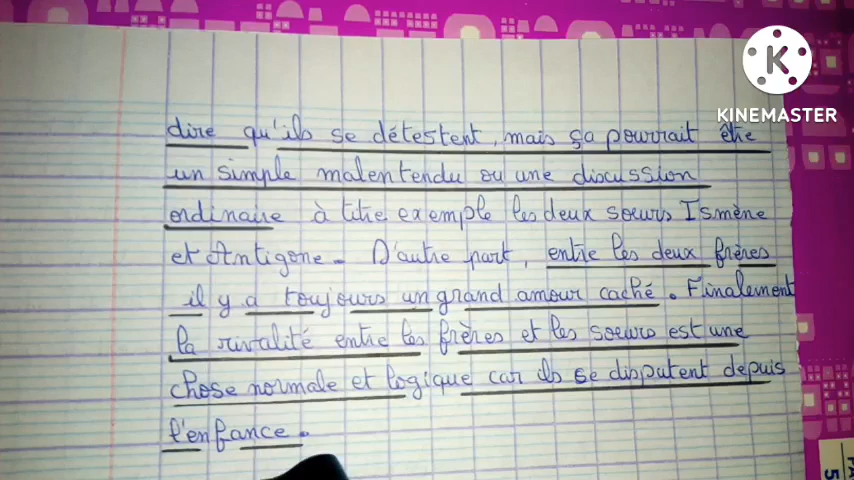 KINEMASTER
dire qu'ils se détestent, mais ça pourrait être
un simple malentendu ou une discussion
ordinaire à titre exemple les deux soeurs Ismène
et Antigone - D'autre part, entre les deux frères
il y a toujours un grand amour caché. Finalement
la rivalité entre les frères et les soeurs est une
chose normale et logique car ils se disputent depuis
l'enfance.